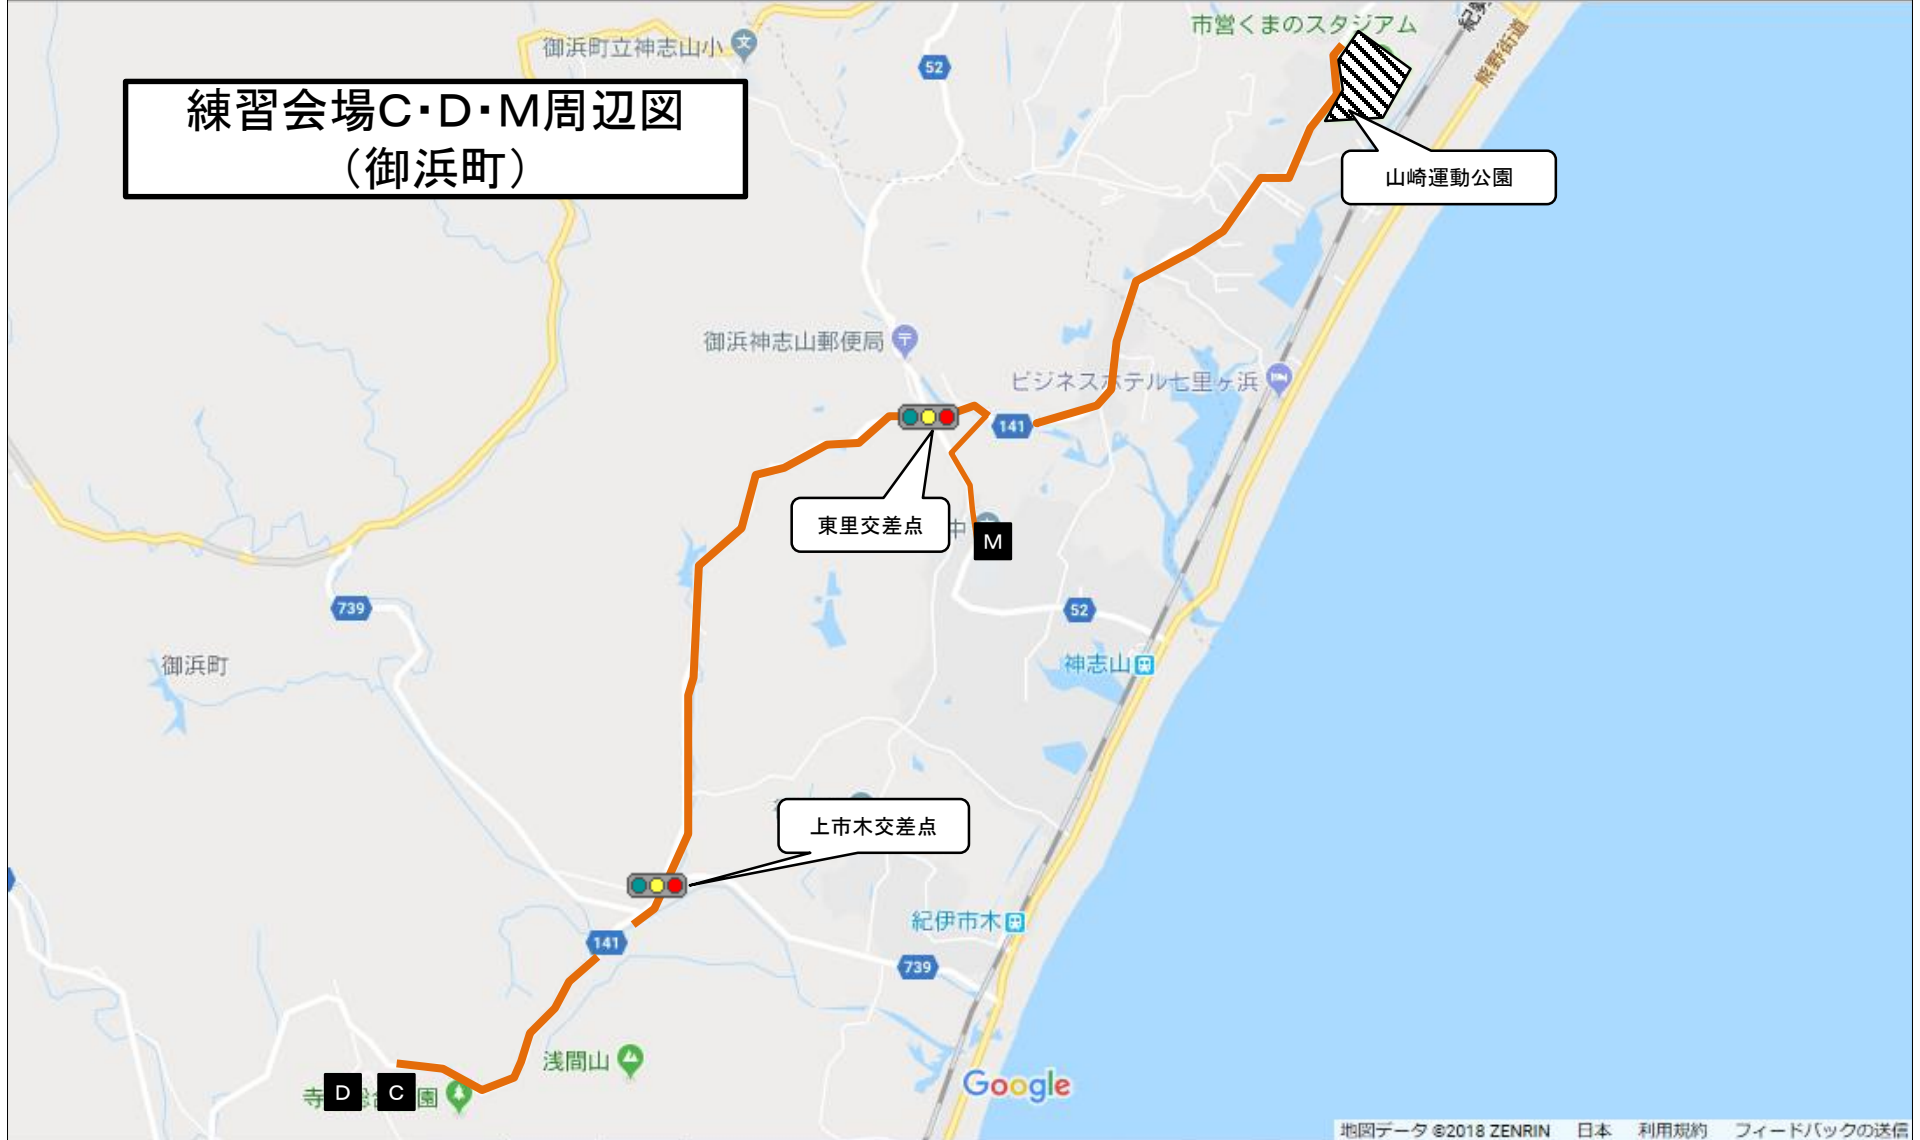 市営くまのスタジアム
御浜町立神志山小
文
52
熊野街道
練習会場C・D・M周辺図
（御浜町）
山崎運動公園
御浜神志山郵便局
ビジネスホテル七里ヶ浜
141
東里交差点
中
M
739
52
御浜町
神志山
上市木交差点
紀伊市木
141
739
浅間山
寺
D
C
園
Google
地図データ ©2018 ZENRIN 日本 利用規約 フィードバックの送信